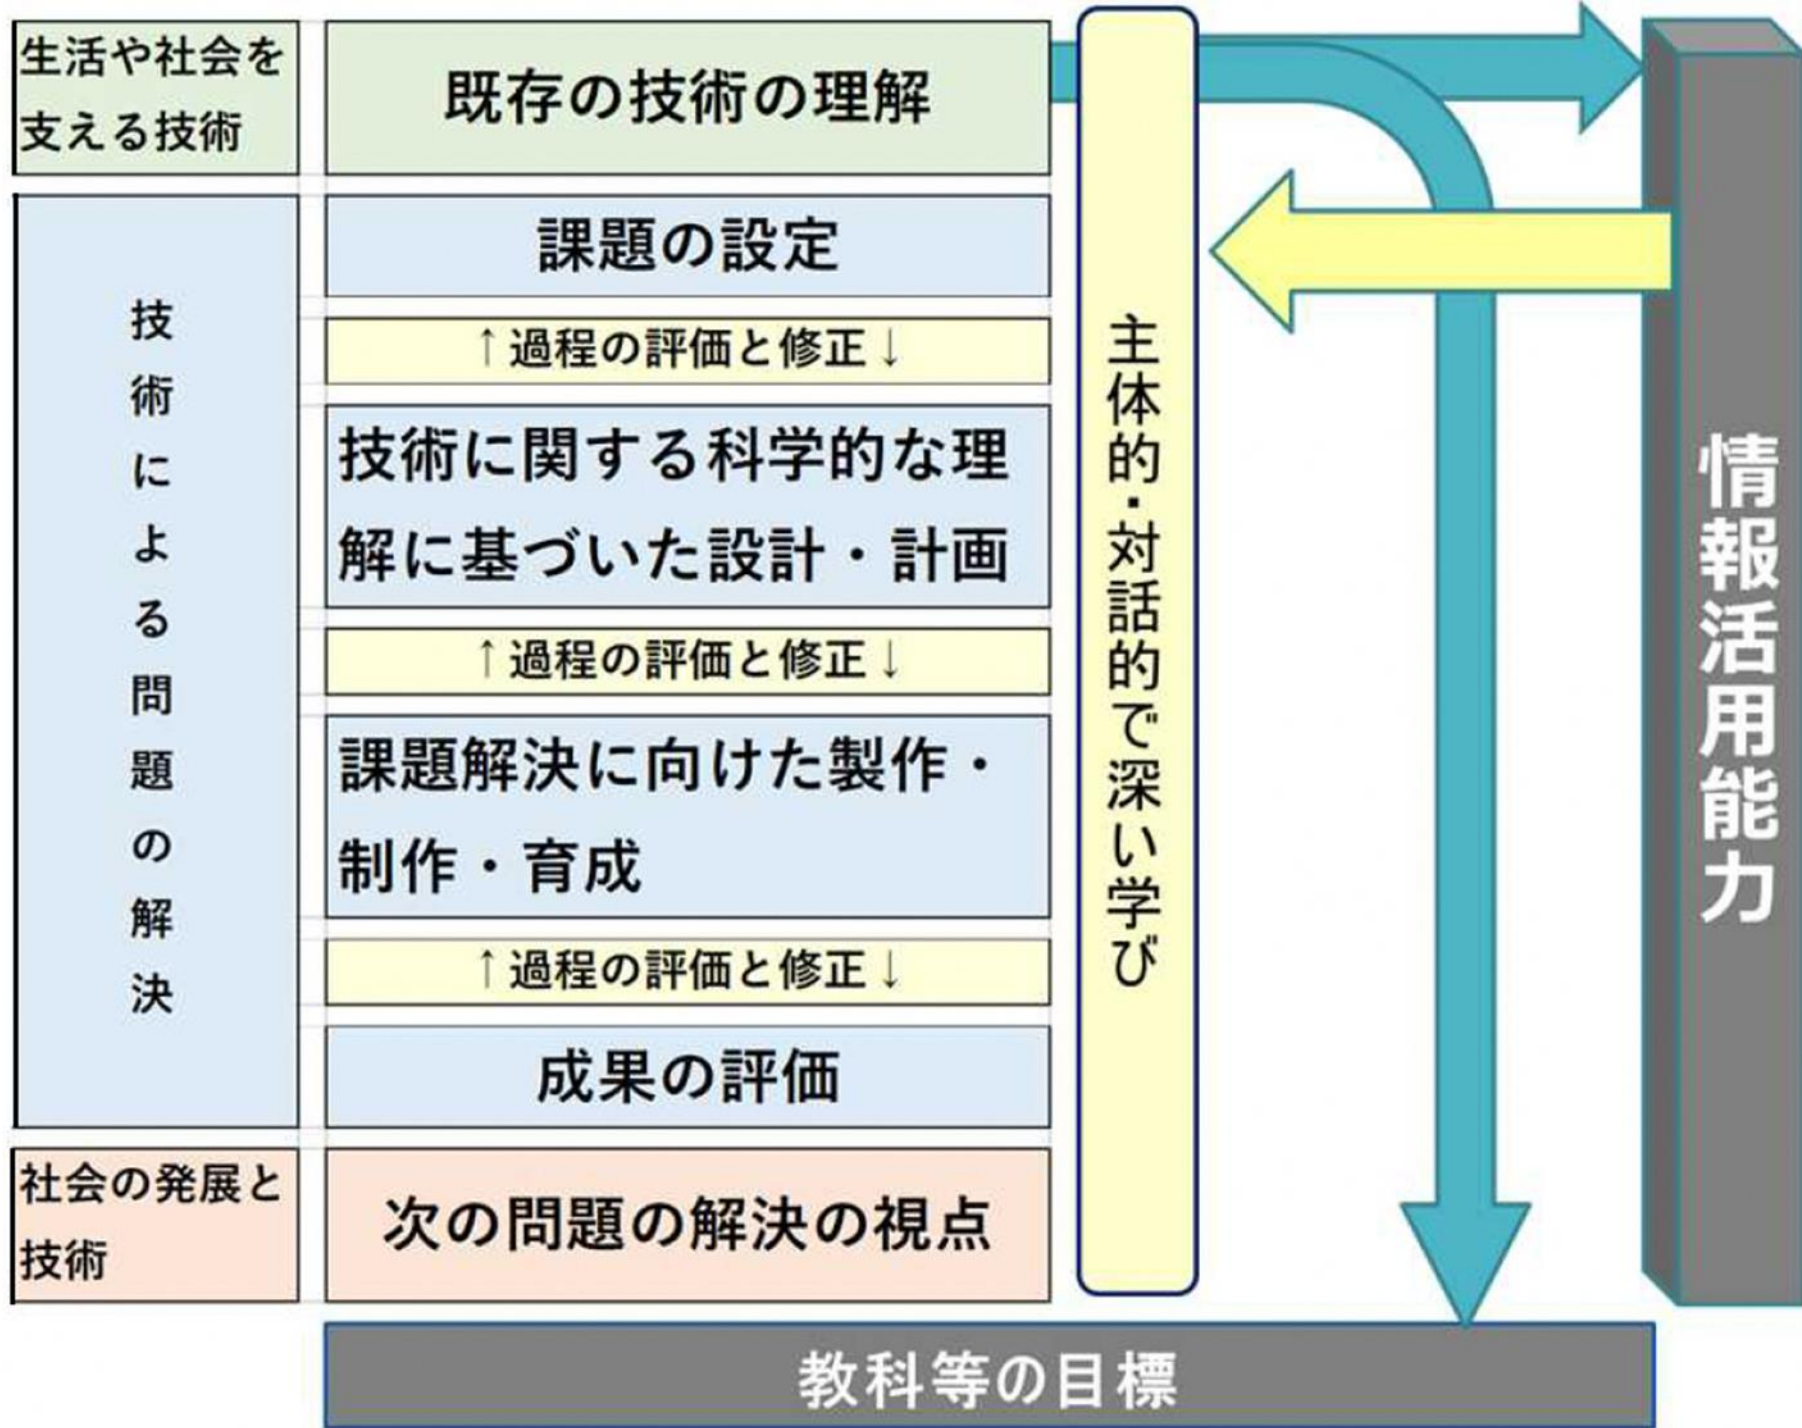 生活や社会を
支える技術
既存の技術の理解
技術による問題の解決
課題の設定
↑過程の評価と修正↓
技術に関する科学的な理
解に基づいた設計・計画
↑過程の評価と修正↓
課題解決に向けた製作・
制作・育成
↑過程の評価と修正↓
成果の評価
社会の発展と
技術
次の問題の解決の視点
主体的・対話的で深い学び
情報活用能力
教科等の目標